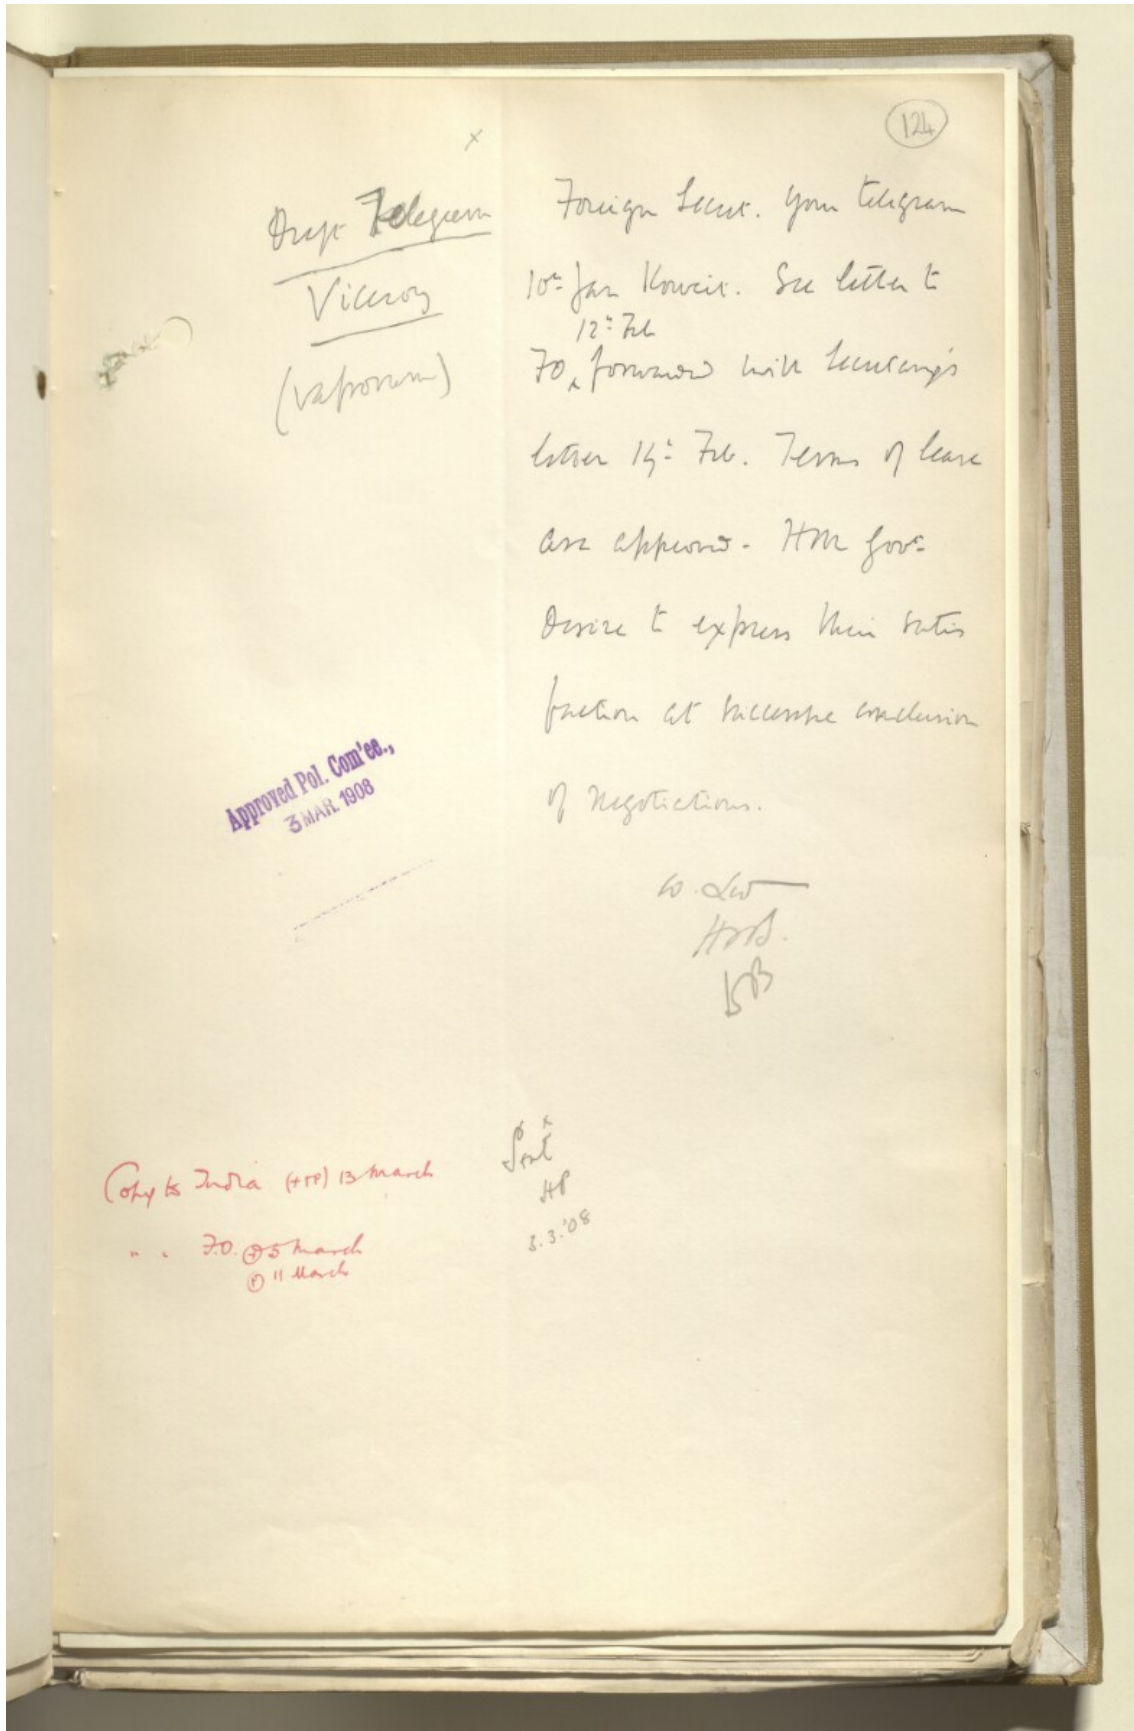 124
x
Draft Telegram
Viceroy
Foreign Secret. Your telegram
10th Jan Koweit. See letter to
12th Feb
FO, forwarded with Secretary's
letter 14th Feb. Terms of lease
are approved. HM Govt
desire to express their satis
faction at successful conclusion
of negotiations.
Approved Pol. Com'ee.,
3 MAR. 1908
W. Lee
Sent
HP
3.3.'08
Copy to India 13 March
" " F.O. 5 March
11 March